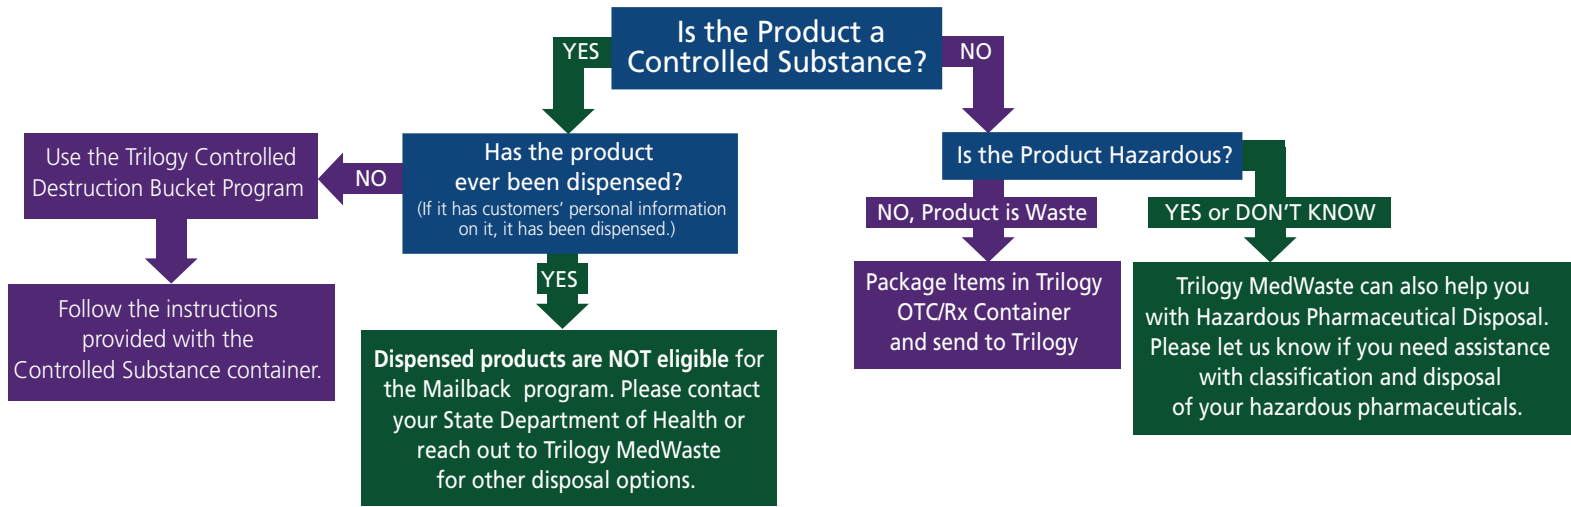 Is the Product a
Controlled Substance?
YES
NO
Has the product
ever been dispensed?
(If it has customers’ personal information
on it, it has been dispensed.)
NO
Use the Trilogy Controlled
Destruction Bucket Program
Follow the instructions
provided with the
Controlled Substance container.
YES
Dispensed products are NOT eligible for
the Mailback program. Please contact
your State Department of Health or
reach out to Trilogy MedWaste
for other disposal options.
Is the Product Hazardous?
NO, Product is Waste
Package Items in Trilogy
OTC/Rx Container
and send to Trilogy
YES or DON’T KNOW
Trilogy MedWaste can also help you
with Hazardous Pharmaceutical Disposal.
Please let us know if you need assistance
with classification and disposal
of your hazardous pharmaceuticals.